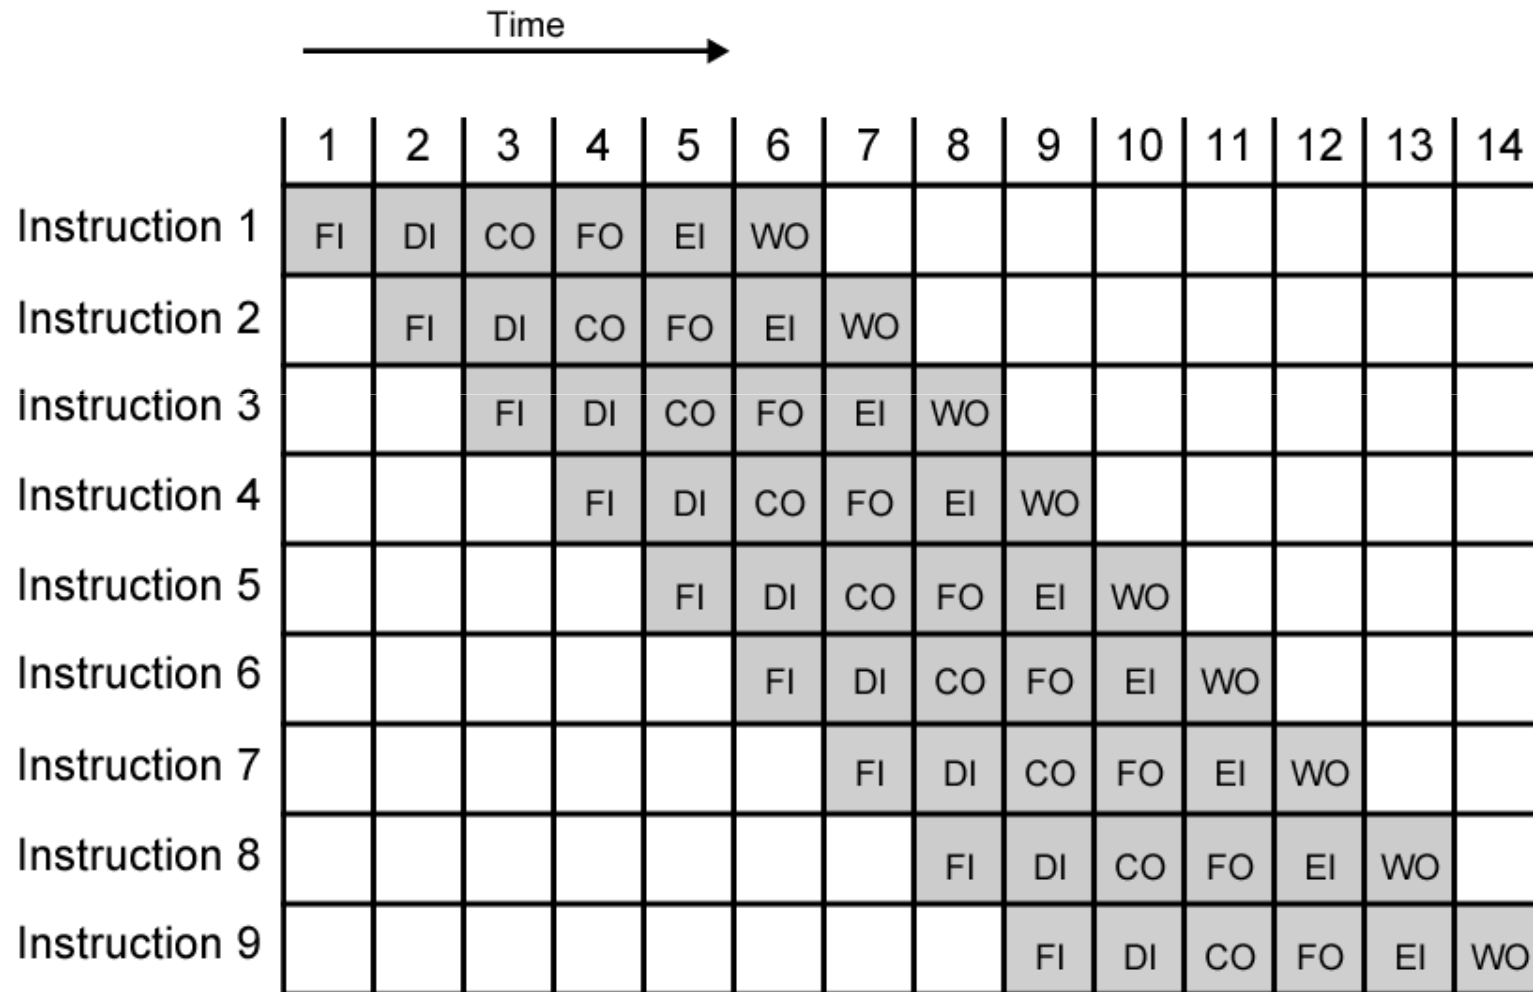 Time
1 2 3 4 5 6 7 8 9 10 11 12 13 14
Instruction 1 FI DI CO FO EI WO
Instruction 2 FI DI CO FO EI WO
Instruction 3 FI DI CO FO EI WO
Instruction 4 FI DI CO FO EI WO
Instruction 5 FI DI CO FO EI WO
Instruction 6 FI DI CO FO EI WO
Instruction 7 FI DI CO FO EI WO
Instruction 8 FI DI CO FO EI WO
Instruction 9 FI DI CO FO EI WO